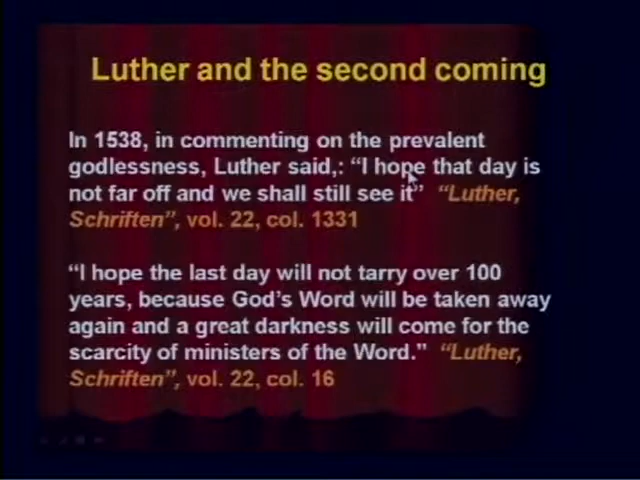 Luther and the second coming
In 1538, in commenting on the prevalent
godlessness, Luther said,: “I hope that day is
not far off and we shall still see it” “Luther,
Schriften”, vol. 22, col. 1331
“I hope the last day will not tarry over 100
years, because God’s Word will be taken away
again and a great darkness will come for the
scarcity of ministers of the Word.” “Luther,
Schriften”, vol. 22, col. 16